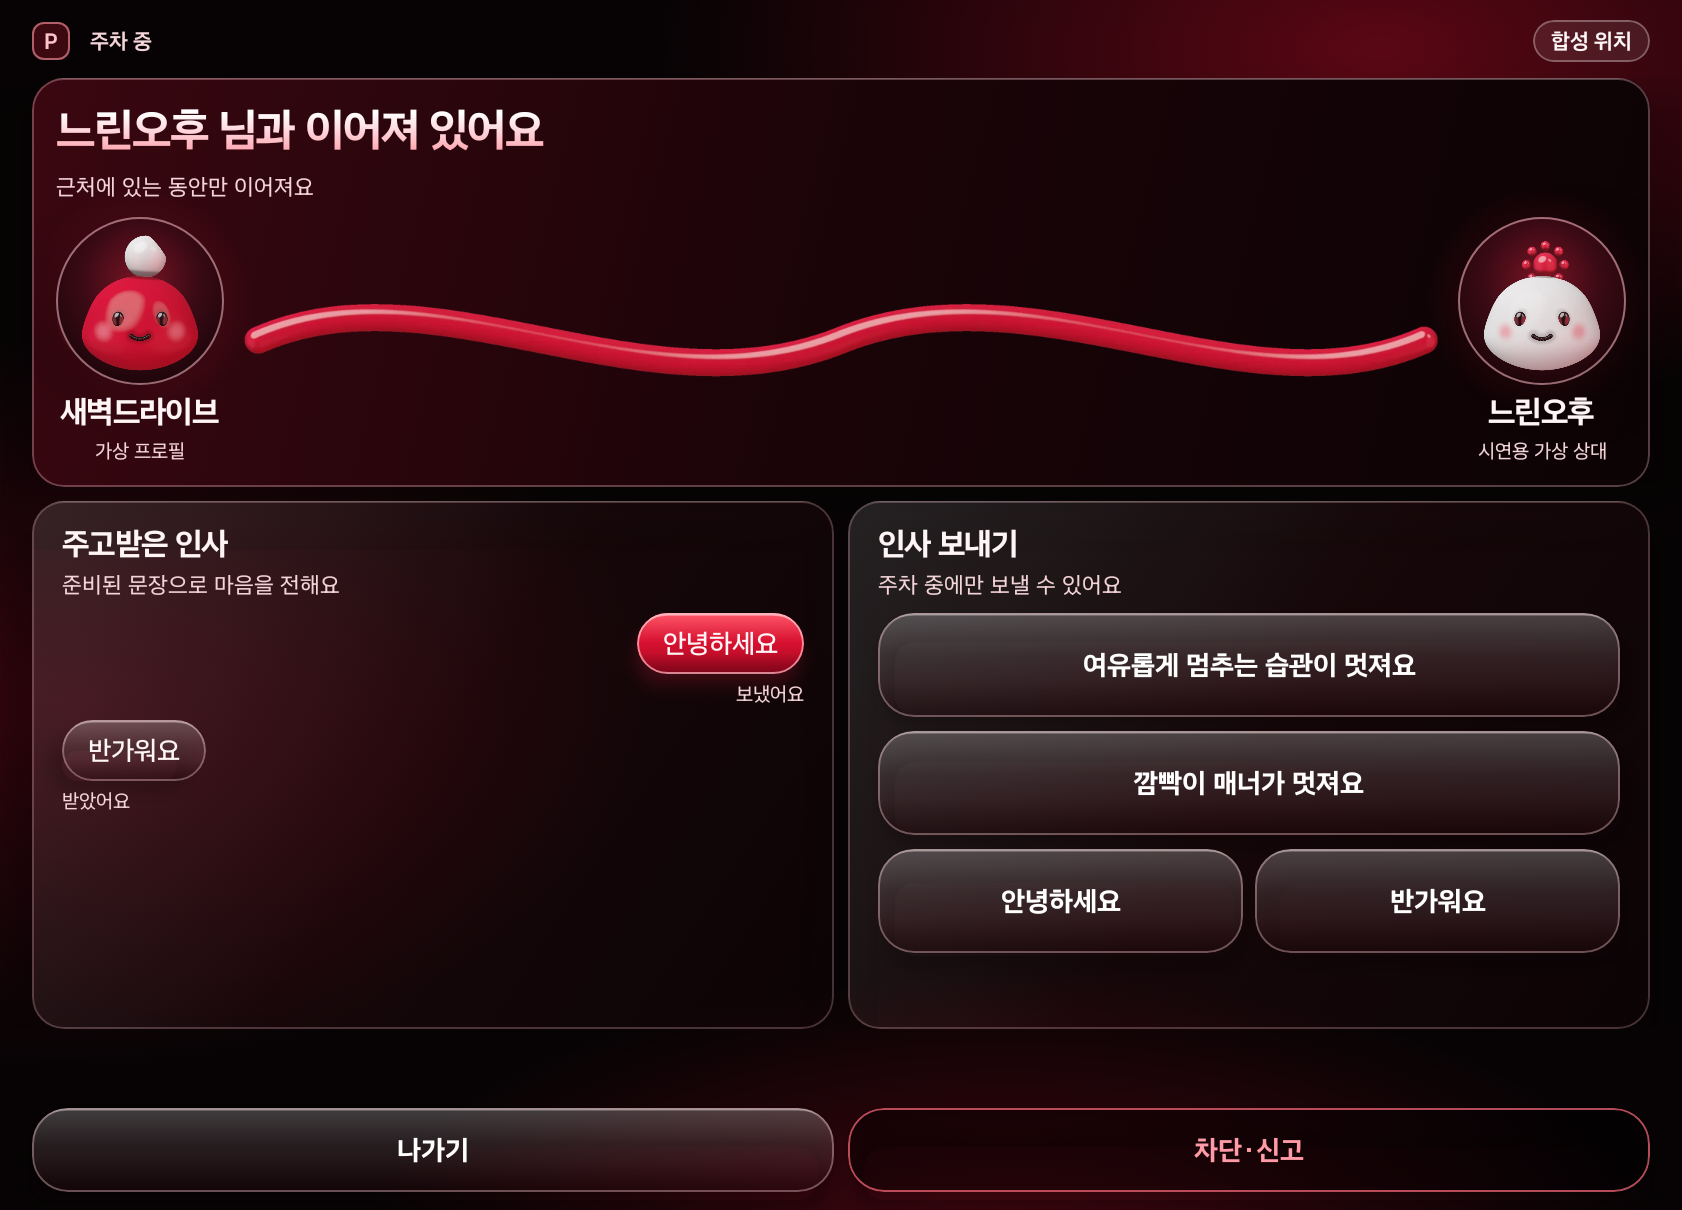 P 주차 중
합성 위치
느린오후 님과 이어져 있어요
근처에 있는 동안만 이어져요
새벽드라이브
가상 프로필
느린오후
시연용 가상 상대
주고받은 인사
준비된 문장으로 마음을 전해요
안녕하세요
보냈어요
반가워요
받았어요
인사 보내기
주차 중에만 보낼 수 있어요
여유롭게 멈추는 습관이 멋져요
깜빡이 매너가 멋져요
안녕하세요
반가워요
나가기
차단·신고